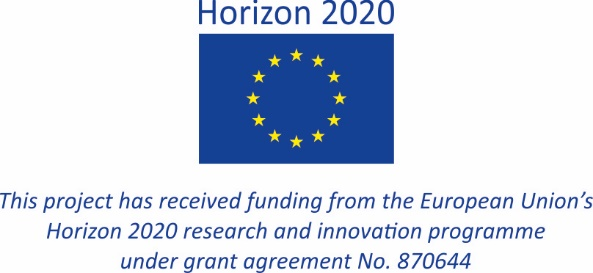 Horizon 2020
This project has received funding from the European Union's
Horizon 2020 research and innovation programme
under grant agreement No. 870644